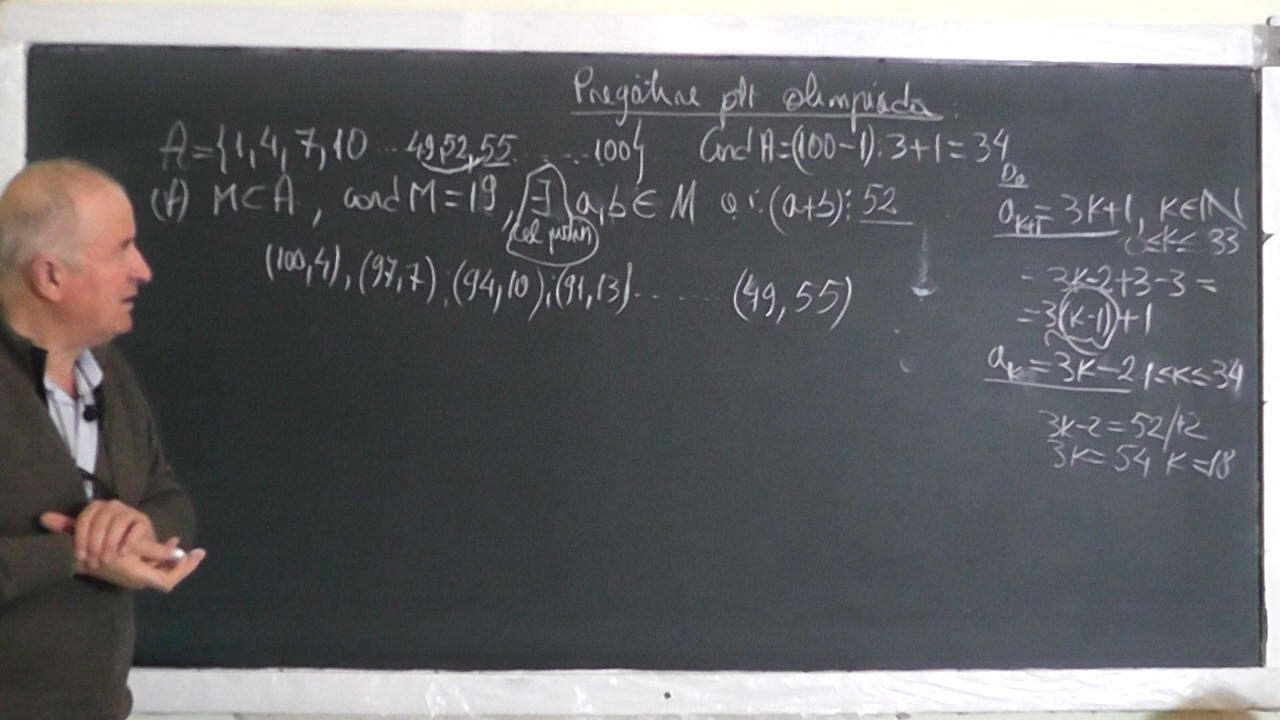 Pregătire ptr olimpiada.
A={1, 4, 7, 10 ... 49,52,55 ...... 100}   Card A=(100-1):3+1=34
(∀) M⊂A, card M=19, ∃ a,b∈M a.î.(a+b)⋮52
(cel puțin)
(100,4), (97,7), (94,10), (91,13) ....... (49,55)
a_{k+1}=3k+1, k∈ℕ
0≤k≤33
=3k-2+3-3=
=3(k-1)+1
a_k=3k-2 1≤k≤34
3k-2=52/+2
3k=54 k=18